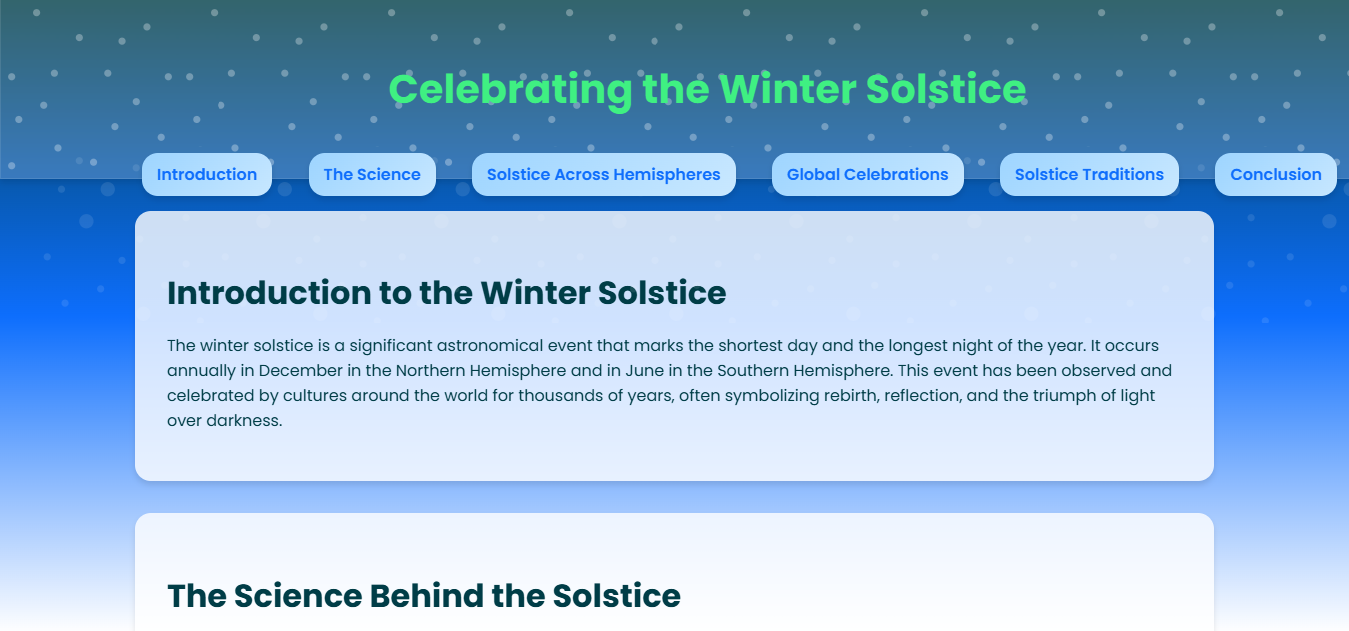 Celebrating the Winter Solstice
Introduction
The Science
Solstice Across Hemispheres
Global Celebrations
Solstice Traditions
Conclusion
Introduction to the Winter Solstice
The winter solstice is a significant astronomical event that marks the shortest day and the longest night of the year. It occurs
annually in December in the Northern Hemisphere and in June in the Southern Hemisphere. This event has been observed and
celebrated by cultures around the world for thousands of years, often symbolizing rebirth, reflection, and the triumph of light
over darkness.
The Science Behind the Solstice